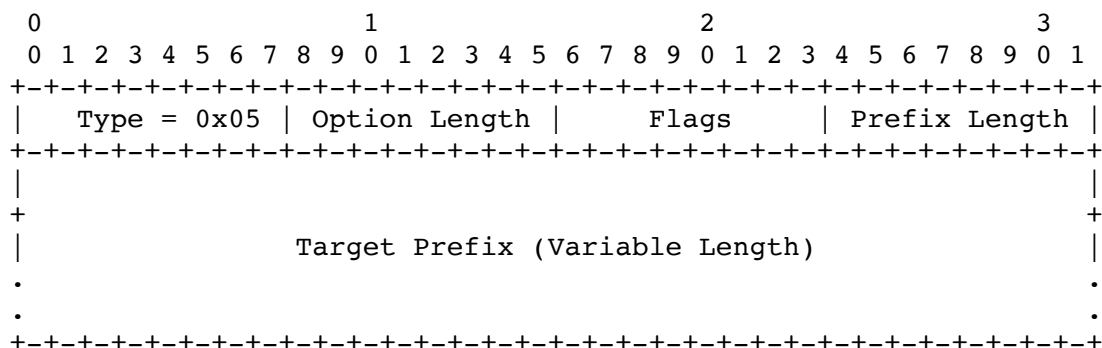 0                   1                   2                   3
 0 1 2 3 4 5 6 7 8 9 0 1 2 3 4 5 6 7 8 9 0 1 2 3 4 5 6 7 8 9 0 1
+-+-+-+-+-+-+-+-+-+-+-+-+-+-+-+-+-+-+-+-+-+-+-+-+-+-+-+-+-+-+-+-+
|   Type = 0x05 | Option Length |     Flags     | Prefix Length |
+-+-+-+-+-+-+-+-+-+-+-+-+-+-+-+-+-+-+-+-+-+-+-+-+-+-+-+-+-+-+-+-+
|                                                               |
+                                                               +
|                Target Prefix (Variable Length)                |
.                                                               .
.                                                               .
+-+-+-+-+-+-+-+-+-+-+-+-+-+-+-+-+-+-+-+-+-+-+-+-+-+-+-+-+-+-+-+-+